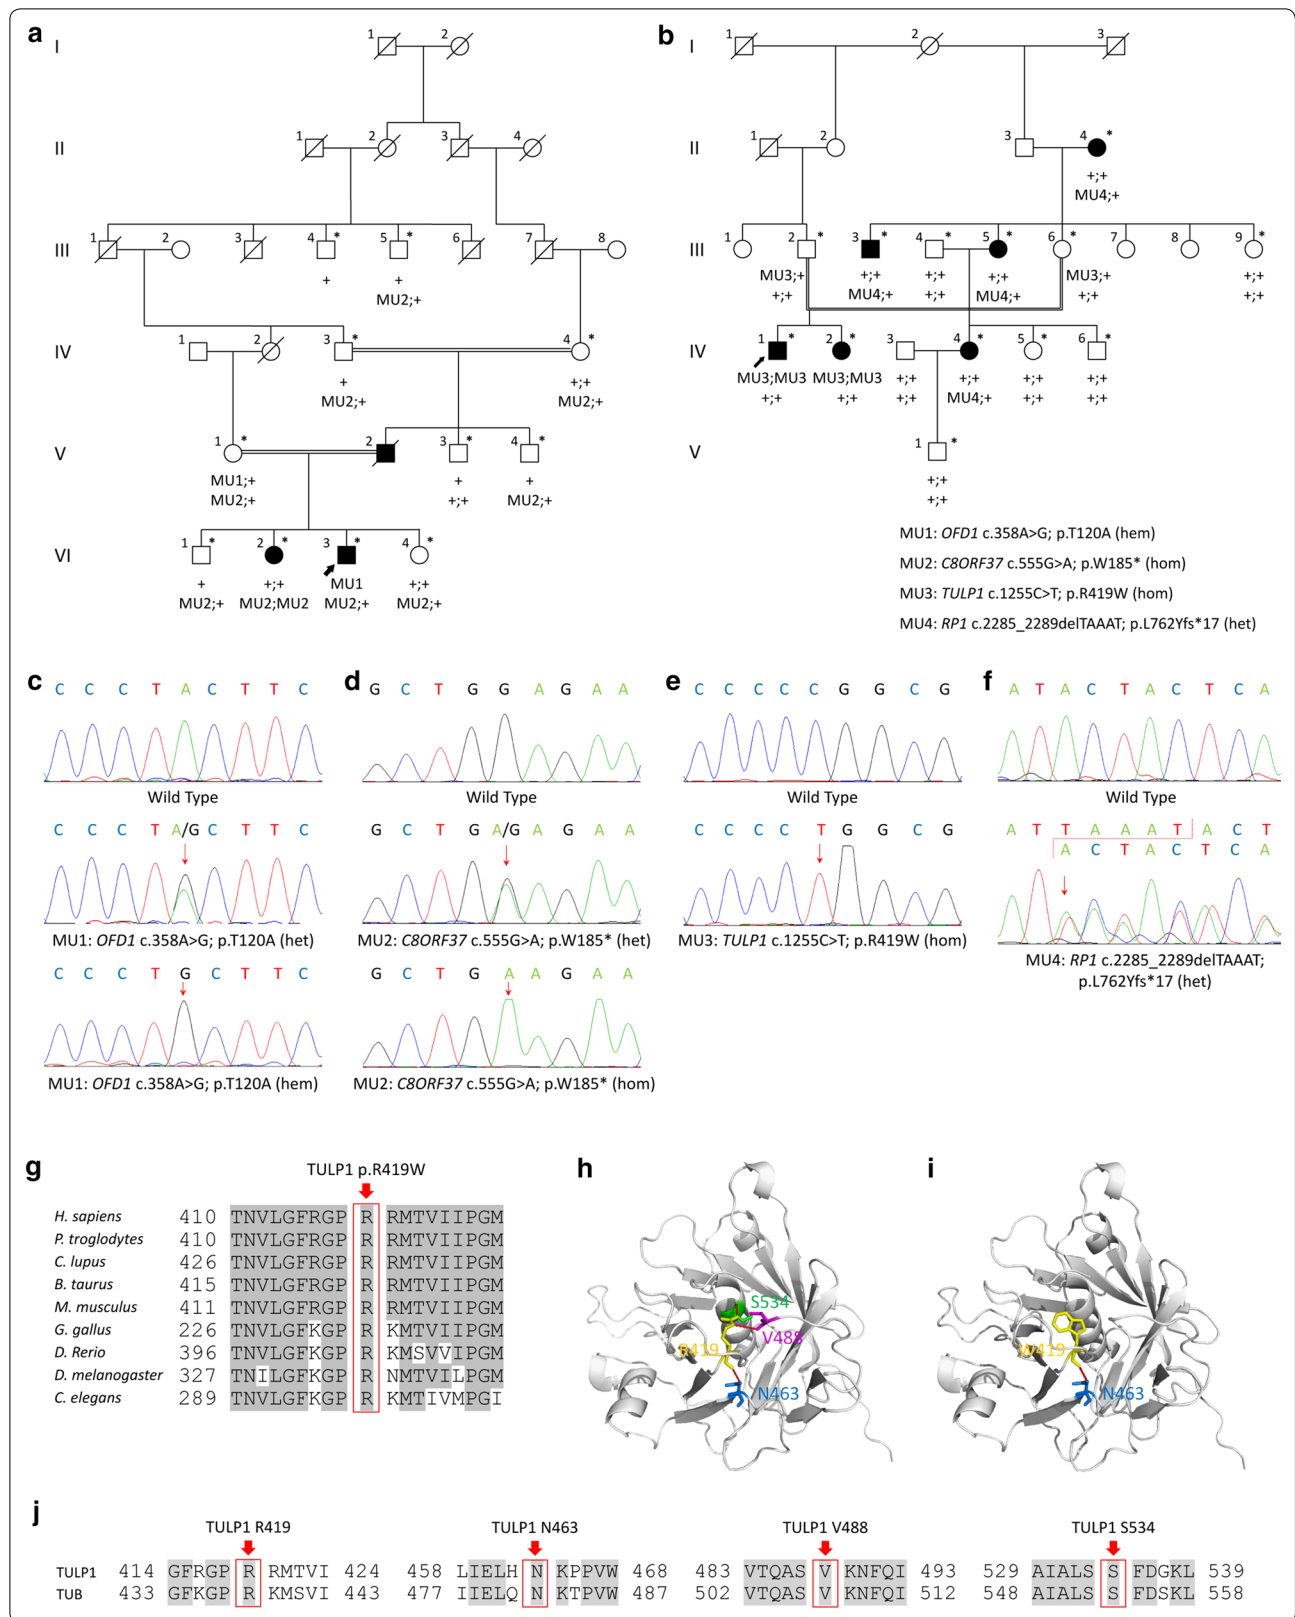 a
I
1 2
II
1 2 3 4
III
1 2 3 4 * 5 * 6 7 8
+ +
MU2;+
IV
1 2 3 * 4 *
+ +;+
MU2;+ MU2;+
V
1 * 2 3 * 4 *
MU1;+ + +
MU2;+ +;+ MU2;+
VI
1 * 2 * 3 * 4 *
+ +;+ MU1 +;+
MU2;+ MU2;MU2 MU2;+ MU2;+
b
I
1 2 3
II
1 2 3 4 *
+;+
MU4;+
III
1 2 * 3 * 4 * 5 * 6 * 7 8 9 *
MU3;+ +;+ +;+ +;+ MU3;+ +;+
+;+ MU4;+ +;+ MU4;+ +;+ +;+
IV
1 * 2 * 3 4 * 5 * 6 *
MU3;MU3 MU3;MU3 +;+ +;+ +;+ +;+
+;+ +;+ +;+ MU4;+ +;+ +;+
V
1 *
+;+
+;+
MU1: OFD1 c.358A>G; p.T120A (hem)
MU2: C8ORF37 c.555G>A; p.W185* (hom)
MU3: TULP1 c.1255C>T; p.R419W (hom)
MU4: RP1 c.2285_2289delTAAAT; p.L762Yfs*17 (het)
c
C C C T A C T T C
Wild Type
C C C T A/G C T T C
MU1: OFD1 c.358A>G; p.T120A (het)
C C C T G C T T C
MU1: OFD1 c.358A>G; p.T120A (hem)
d
G C T G G A G A A
Wild Type
G C T G A/G A G A A
MU2: C8ORF37 c.555G>A; p.W185* (het)
G C T G A A G A A
MU2: C8ORF37 c.555G>A; p.W185* (hom)
e
C C C C C G G C G
Wild Type
C C C C T G G C G
MU3: TULP1 c.1255C>T; p.R419W (hom)
f
A T A C T A C T C A
Wild Type
A T T A A A T A C T
A C T A C T C A
MU4: RP1 c.2285_2289delTAAAT;
p.L762Yfs*17 (het)
g
TULP1 p.R419W
H. sapiens 410 TNVLGFRGP R RMTVIIPGM
P. troglodytes 410 TNVLGFRGP R RMTVIIPGM
C. lupus 426 TNVLGFRGP R RMTVIIPGM
B. taurus 415 TNVLGFRGP R RMTVIIPGM
M. musculus 411 TNVLGFRGP R RMTVIIPGM
G. gallus 226 TNVLGFKGP R KMTVIIPGM
D. Rerio 396 TNVLGFKGP R KMSVVIPGM
D. melanogaster 327 TNILGFKGP R NMTVILPGM
C. elegans 289 TNVLGFKGP R KMTIVMPGI
h
S534
V488
R419
N463
i
W419
N463
j
TULP1 R419 TULP1 N463 TULP1 V488 TULP1 S534
TULP1 414 GFRGP R RMTVI 424 458 LIELH N KPPVW 468 483 VTQAS V KNFQI 493 529 AIALS S FDGKL 539
TUB 433 GFKGP R KMSVI 443 477 IIELQ N KTPVW 487 502 VTQAS V KNFQI 512 548 AIALS S FDSKL 558